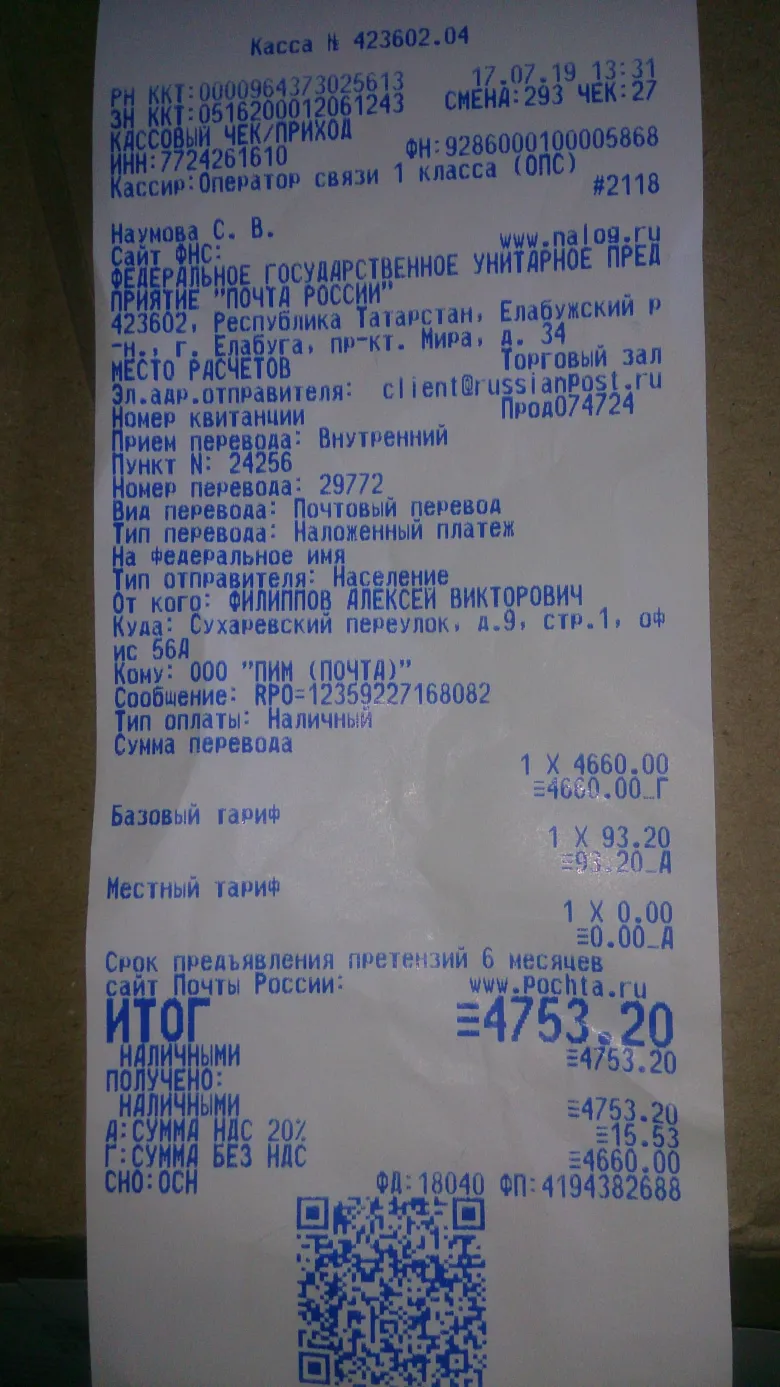 Касса № 423602.04
РН ККТ:0000964373025613 17.07.19 13:31
ЗН ККТ:0516200012061243 СМЕНА:293 ЧЕК:27
КАССОВЫЙ ЧЕК/ПРИХОД
ИНН:7724261610 ФН:9286000100005868
Кассир:Оператор связи 1 класса (ОПС)
#2118
Наумова С. В.
Сайт ФНС: www.nalog.ru
ФЕДЕРАЛЬНОЕ ГОСУДАРСТВЕННОЕ УНИТАРНОЕ ПРЕД
ПРИЯТИЕ "ПОЧТА РОССИИ"
423602, Республика Татарстан, Елабужский р
-н., г. Елабуга, пр-кт. Мира, д. 34
МЕСТО РАСЧЕТОВ Торговый зал
Эл.адр.отправителя: client@russianpost.ru
Номер квитанции Прод074724
Прием перевода: Внутренний
Пункт N: 24256
Номер перевода: 29772
Вид перевода: Почтовый перевод
Тип перевода: Наложенный платеж
На Федеральное имя
Тип отправителя: Население
От кого: ФИЛИППОВ АЛЕКСЕЙ ВИКТОРОВИЧ
Куда: Сухаревский переулок, д.9, стр.1, оф
ис 56А
Кому: ООО "ПИМ (ПОЧТА)"
Сообщение: RPO=12359227168082
Тип оплаты: Наличный
Сумма перевода
1 X 4660.00
≡4660.00_Г
Базовый тариф
1 X 93.20
≡93.20_А
Местный тариф
1 X 0.00
≡0.00_А
Срок предъявления претензий 6 месяцев
сайт Почты России: www.pochta.ru
ИТОГ ≡4753.20
НАЛИЧНЫМИ ≡4753.20
ПОЛУЧЕНО:
НАЛИЧНЫМИ ≡4753.20
А:СУММА НДС 20% ≡15.53
Г:СУММА БЕЗ НДС ≡4660.00
СНО:ОСН ФД:18040 ФП:4194382688